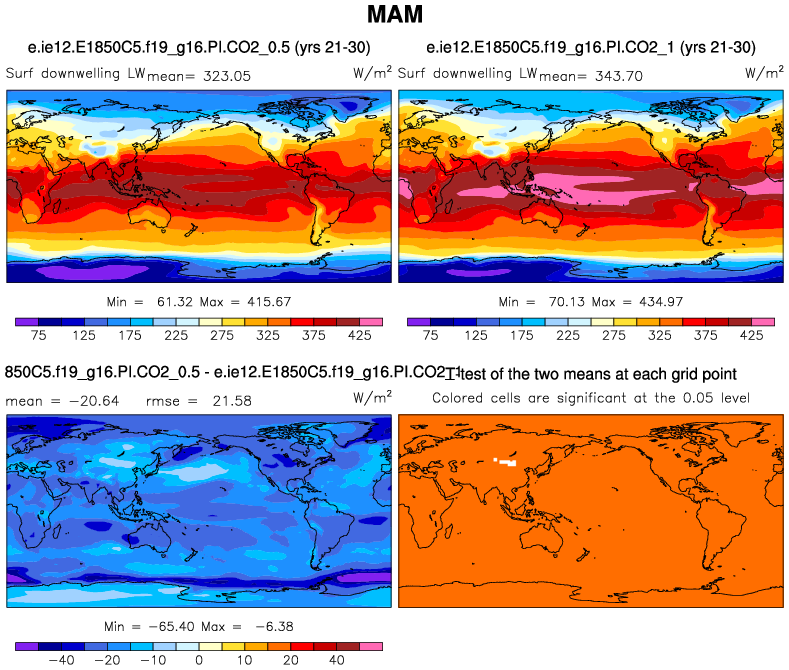 MAM
e.ie12.E1850C5.f19_g16.PI.CO2_0.5 (yrs 21-30)
Surf downwelling LW mean= 323.05 W/m²
Min = 61.32 Max = 415.67
75 125 175 225 275 325 375 425
e.ie12.E1850C5.f19_g16.PI.CO2_1 (yrs 21-30)
Surf downwelling LW mean= 343.70 W/m²
Min = 70.13 Max = 434.97
75 125 175 225 275 325 375 425
850C5.f19_g16.PI.CO2_0.5 - e.ie12.E1850C5.f19_g16.PI.CO2_1
mean = −20.64 rmse = 21.58 W/m²
Min = −65.40 Max = −6.38
−40 −20 −10 0 10 20 40
T-test of the two means at each grid point
Colored cells are significant at the 0.05 level